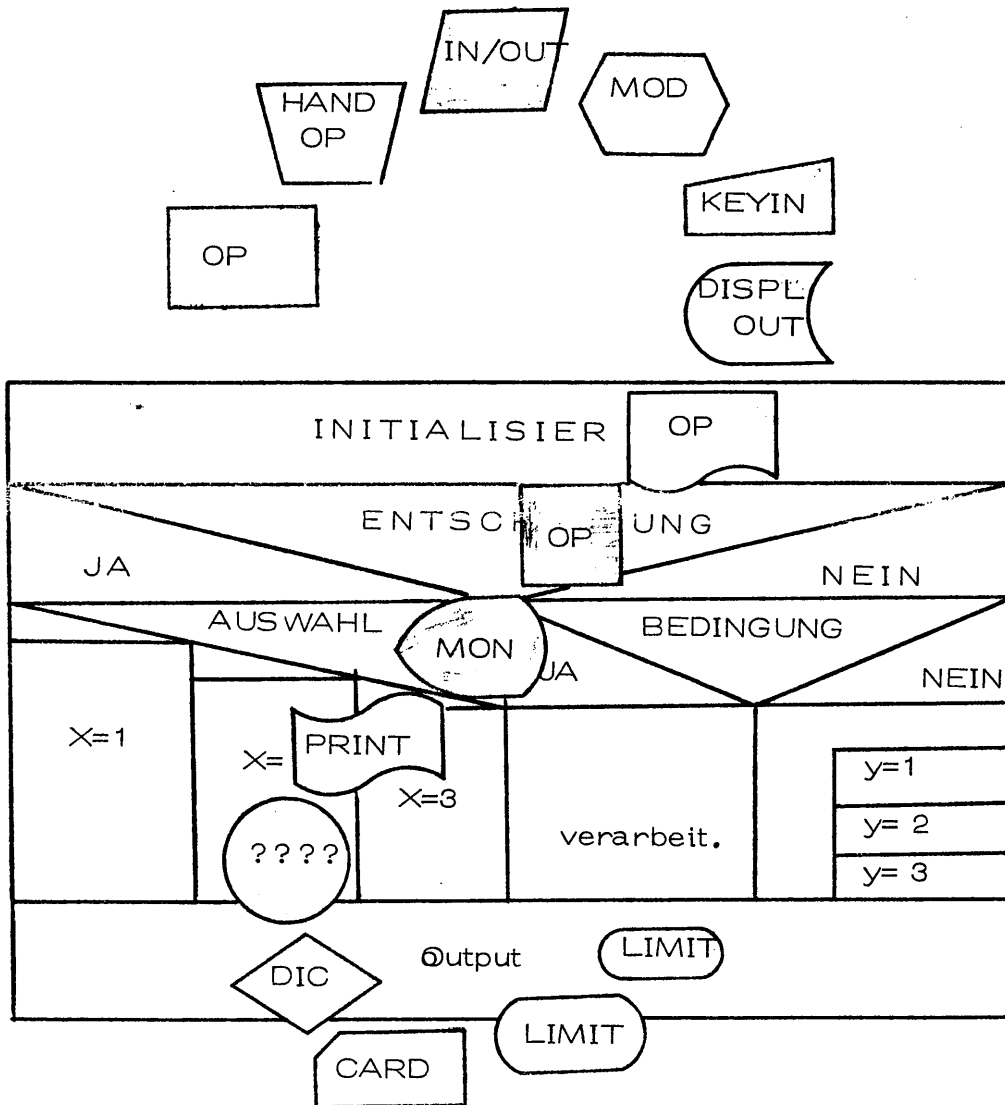 IN/OUT
HAND
OP
MOD
KEYIN
OP
DISPL
OUT
INITIALISIER
OP
ENTSCH
OP
UNG
JA
NEIN
AUSWAHL
MON
JA
BEDINGUNG
NEIN
X=1
X=
PRINT
X=3
y=1
y= 2
y= 3
????
verarbeit.
Output
LIMIT
DIC
LIMIT
CARD